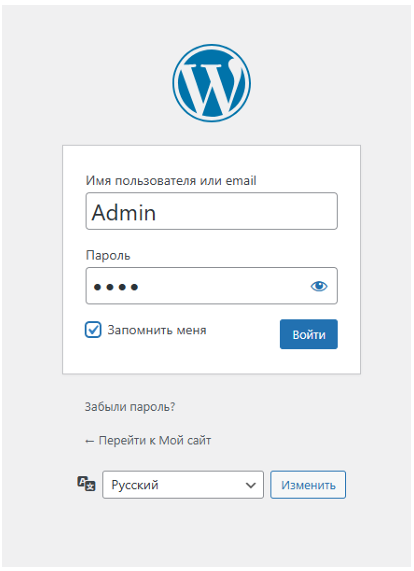 Имя пользователя или email
Admin
Пароль
••••
Запомнить меня
Войти
Забыли пароль?
← Перейти к Мой сайт
Русский
Изменить